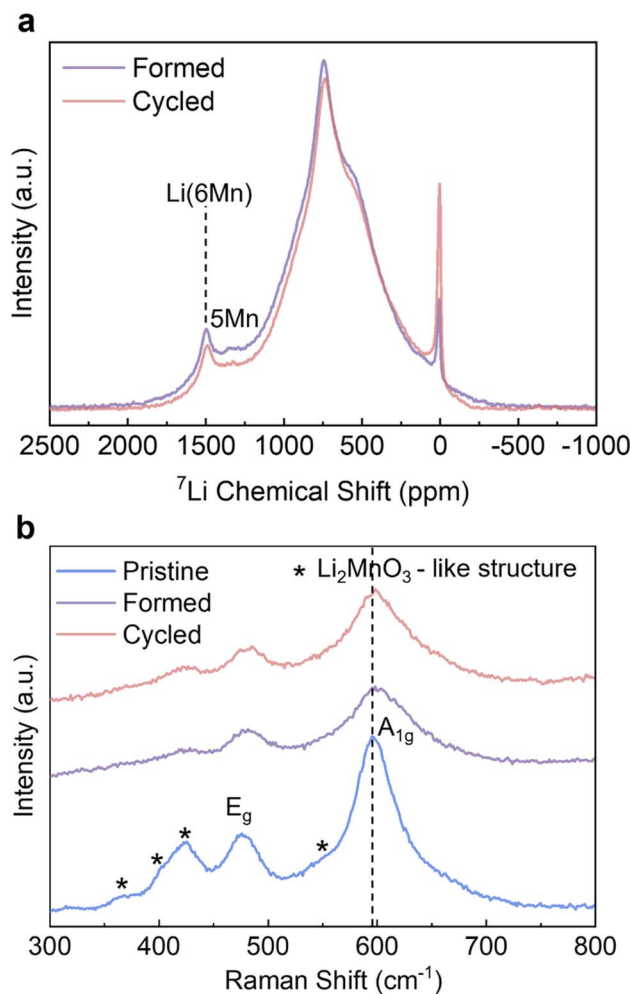 a
Formed
Cycled
Li(6Mn)
5Mn
Intensity (a.u.)
2500 2000 1500 1000 500 0 -500 -1000
⁷Li Chemical Shift (ppm)
b
Pristine
Formed
Cycled
* Li₂MnO₃ - like structure
A₁g
E_g
* * * *
Intensity (a.u.)
300 400 500 600 700 800
Raman Shift (cm⁻¹)